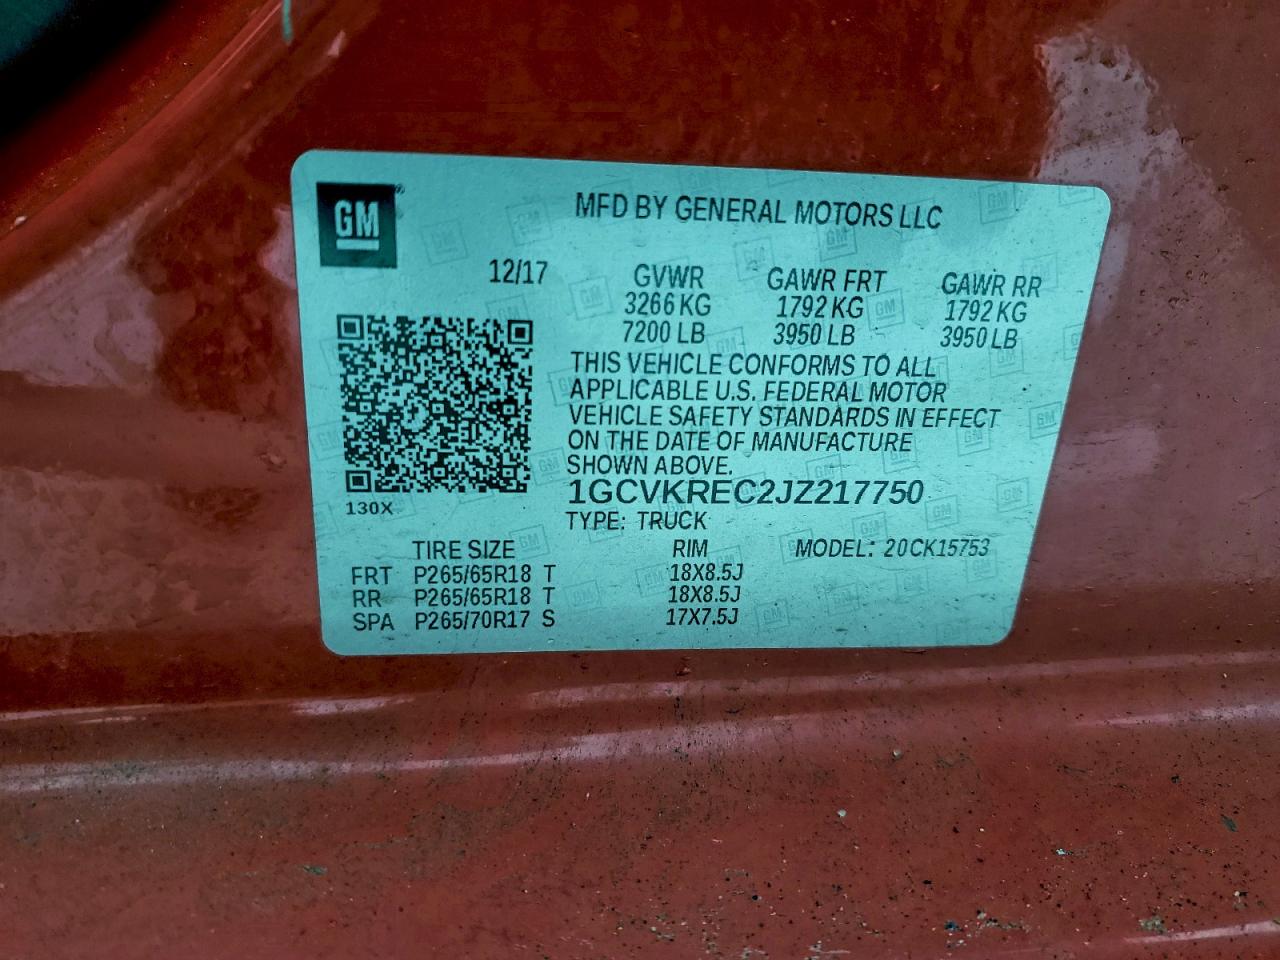 GM
MFD BY GENERAL MOTORS LLC
12/17
GVWR GAWR FRT GAWR RR
3266 KG 1792 KG 1792 KG
7200 LB 3950 LB 3950 LB
THIS VEHICLE CONFORMS TO ALL
APPLICABLE U.S. FEDERAL MOTOR
VEHICLE SAFETY STANDARDS IN EFFECT
ON THE DATE OF MANUFACTURE
SHOWN ABOVE.
1GCVKREC2JZ217750
130X
TYPE: TRUCK
TIRE SIZE RIM MODEL: 20CK15753
FRT P265/65R18 T 18X8.5J
RR P265/65R18 T 18X8.5J
SPA P265/70R17 S 17X7.5J